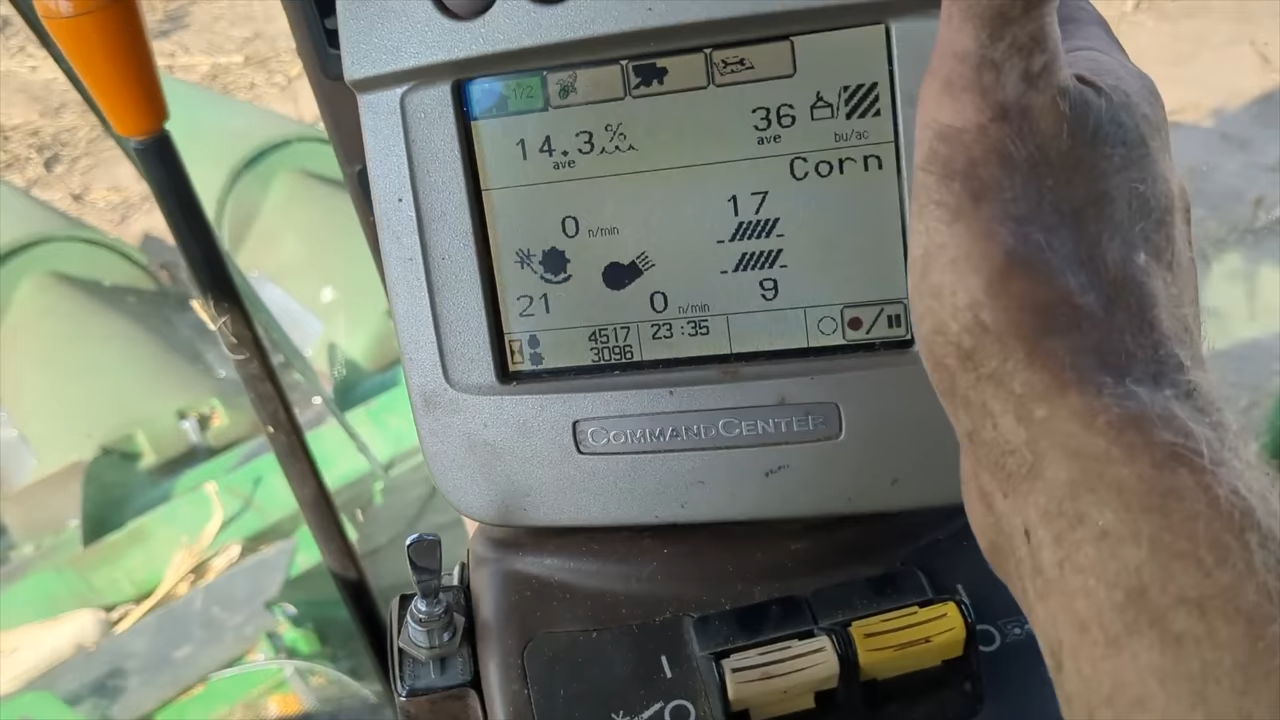 1/2
14.3%
ave
36
ave
bu/ac
Corn
0 n/min
17
21
0 n/min
9
4517
3096
23:35
COMMANDCENTER